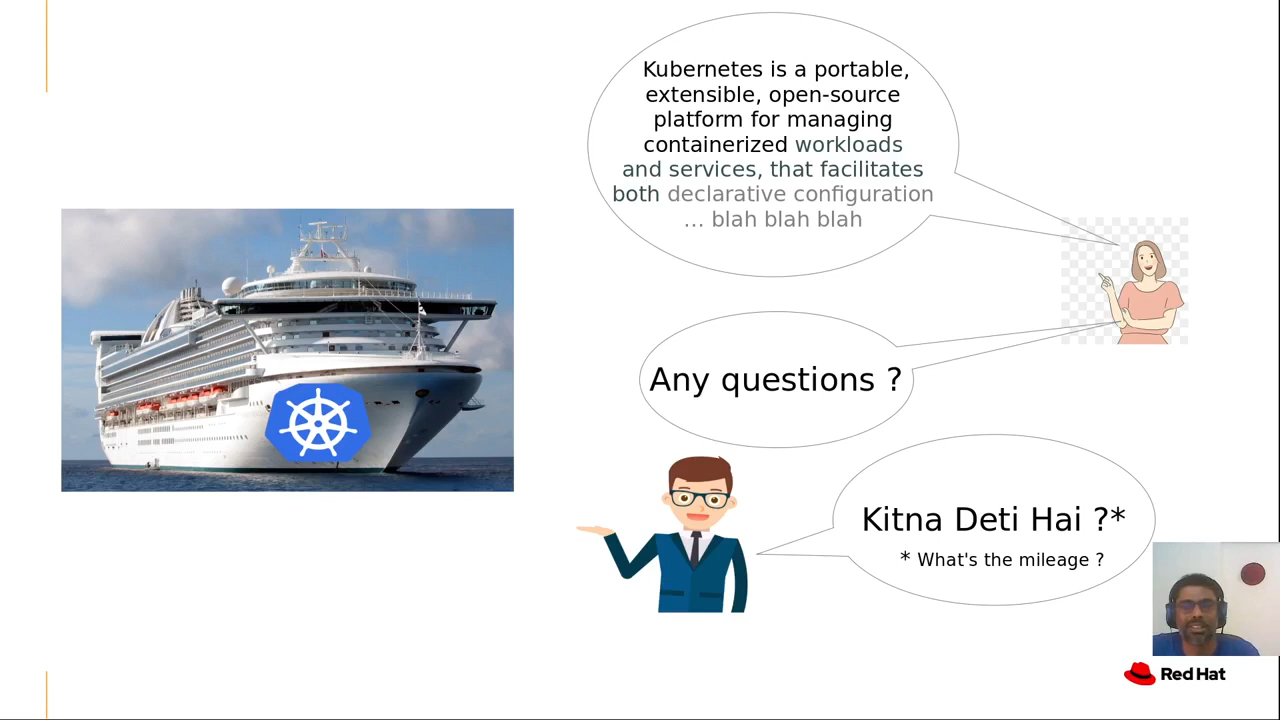 Kubernetes is a portable,
extensible, open-source
platform for managing
containerized workloads
and services, that facilitates
both declarative configuration
... blah blah blah
Any questions ?
Kitna Deti Hai ?*
* What's the mileage ?
Red Hat